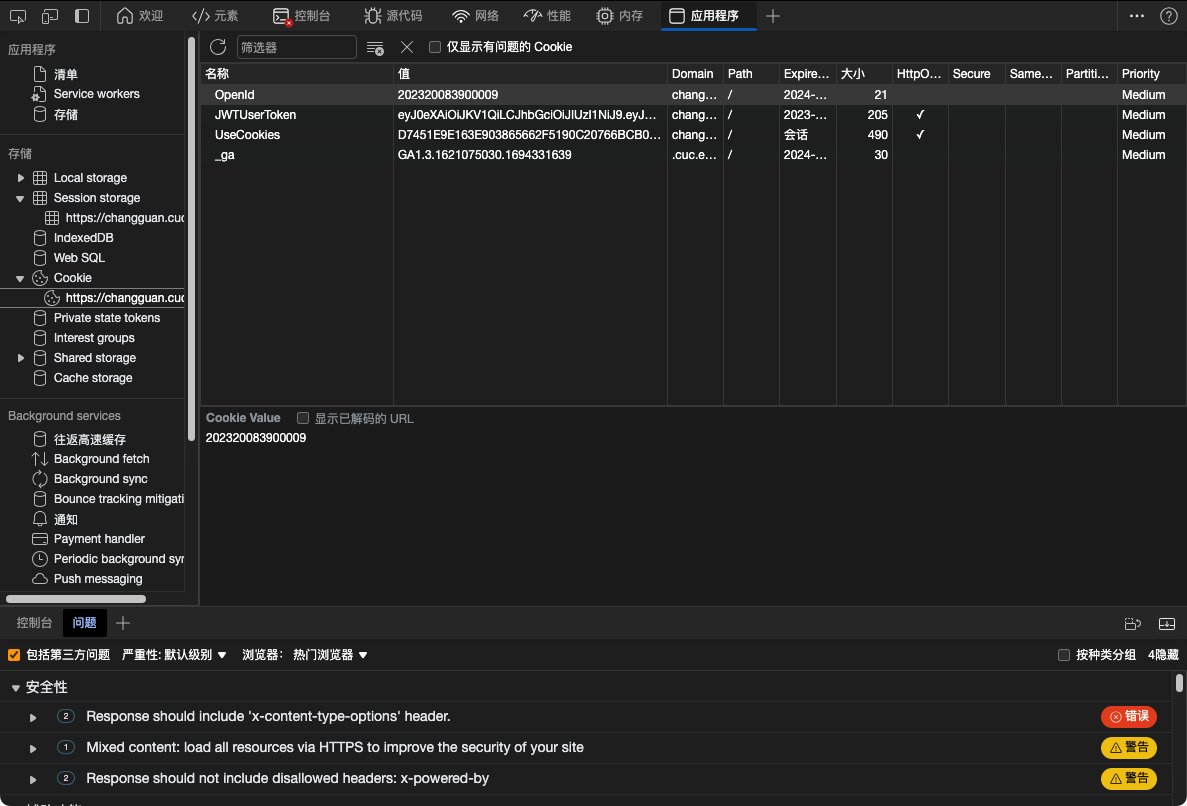 欢迎 元素 控制台 源代码 网络 性能 内存 应用程序
应用程序
清单
Service workers
存储
存储
Local storage
Session storage
https://changguan.cuc
IndexedDB
Web SQL
Cookie
https://changguan.cuc
Private state tokens
Interest groups
Shared storage
Cache storage
Background services
往返高速缓存
Background fetch
Background sync
Bounce tracking mitigati
通知
Payment handler
Periodic background syn
Push messaging
筛选器 仅显示有问题的 Cookie
名称 值 Domain Path Expire... 大小 HttpO... Secure Same... Partiti... Priority
OpenId 202320083900009 chang... / 2024-... 21 Medium
JWTUserToken eyJ0eXAiOiJKV1QiLCJhbGciOiJIUzI1NiJ9.eyJ... chang... / 2023-... 205 ✓ Medium
UseCookies D7451E9E163E903865662F5190C20766BCB0... chang... / 会话 490 ✓ Medium
_ga GA1.3.1621075030.1694331639 .cuc.e... / 2024-... 30 Medium
Cookie Value 显示已解码的 URL
202320083900009
控制台 问题
包括第三方问题 严重性: 默认级别 浏览器: 热门浏览器 按种类分组 4隐藏
安全性
2 Response should include 'x-content-type-options' header. 错误
1 Mixed content: load all resources via HTTPS to improve the security of your site 警告
2 Response should not include disallowed headers: x-powered-by 警告